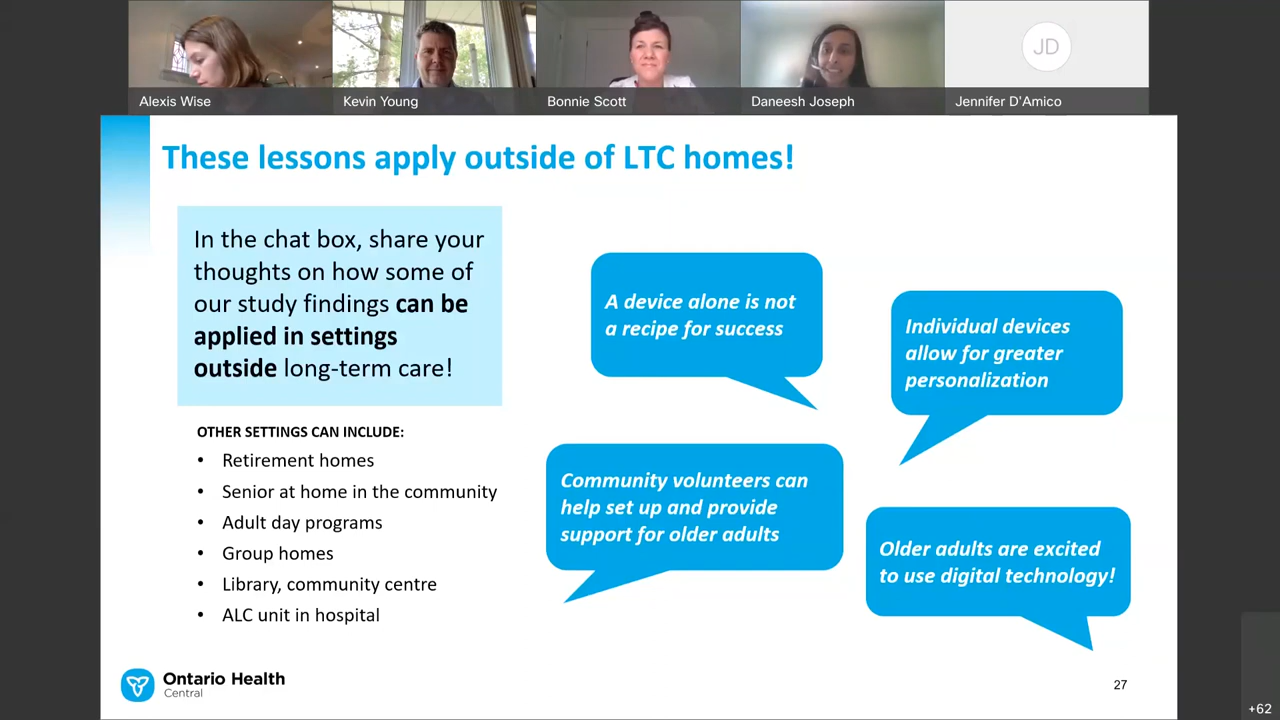 JD
Alexis Wise
Kevin Young
Bonnie Scott
Daneesh Joseph
Jennifer D'Amico
These lessons apply outside of LTC homes!
In the chat box, share your
thoughts on how some of
our study findings can be
applied in settings
outside long-term care!
OTHER SETTINGS CAN INCLUDE:
• Retirement homes
• Senior at home in the community
• Adult day programs
• Group homes
• Library, community centre
• ALC unit in hospital
A device alone is not
a recipe for success
Individual devices
allow for greater
personalization
Community volunteers can
help set up and provide
support for older adults
Older adults are excited
to use digital technology!
Ontario Health
Central
27
+62